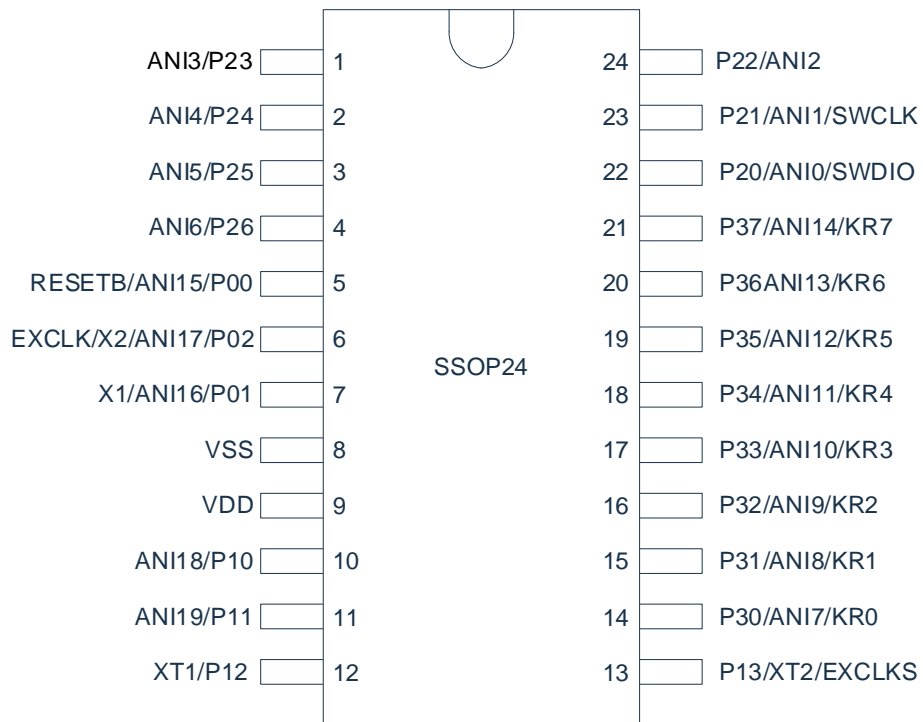 ANI3/P23 1 24 P22/ANI2
ANI4/P24 2 23 P21/ANI1/SWCLK
ANI5/P25 3 22 P20/ANI0/SWDIO
ANI6/P26 4 21 P37/ANI14/KR7
RESETB/ANI15/P00 5 20 P36ANI13/KR6
EXCLK/X2/ANI17/P02 6 19 P35/ANI12/KR5
SSOP24
X1/ANI16/P01 7 18 P34/ANI11/KR4
VSS 8 17 P33/ANI10/KR3
VDD 9 16 P32/ANI9/KR2
ANI18/P10 10 15 P31/ANI8/KR1
ANI19/P11 11 14 P30/ANI7/KR0
XT1/P12 12 13 P13/XT2/EXCLKS